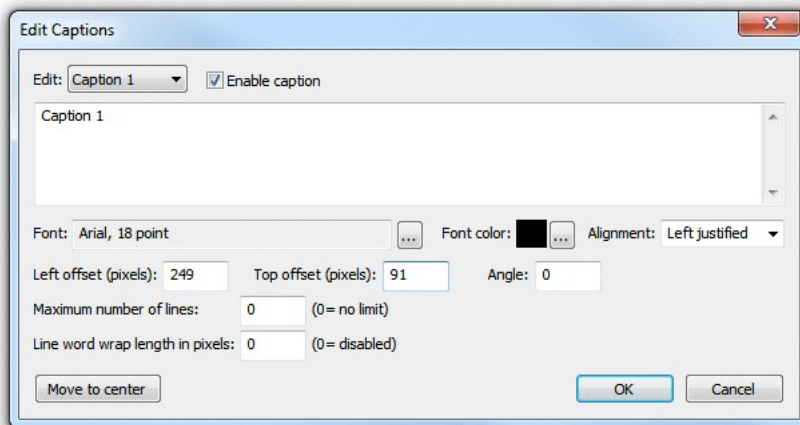 Edit Captions
Edit: Caption 1 Enable caption
Caption 1
Font: Arial, 18 point ... Font color: ... Alignment: Left justified
Left offset (pixels): 249 Top offset (pixels): 91 Angle: 0
Maximum number of lines: 0 (0= no limit)
Line word wrap length in pixels: 0 (0= disabled)
Move to center OK Cancel